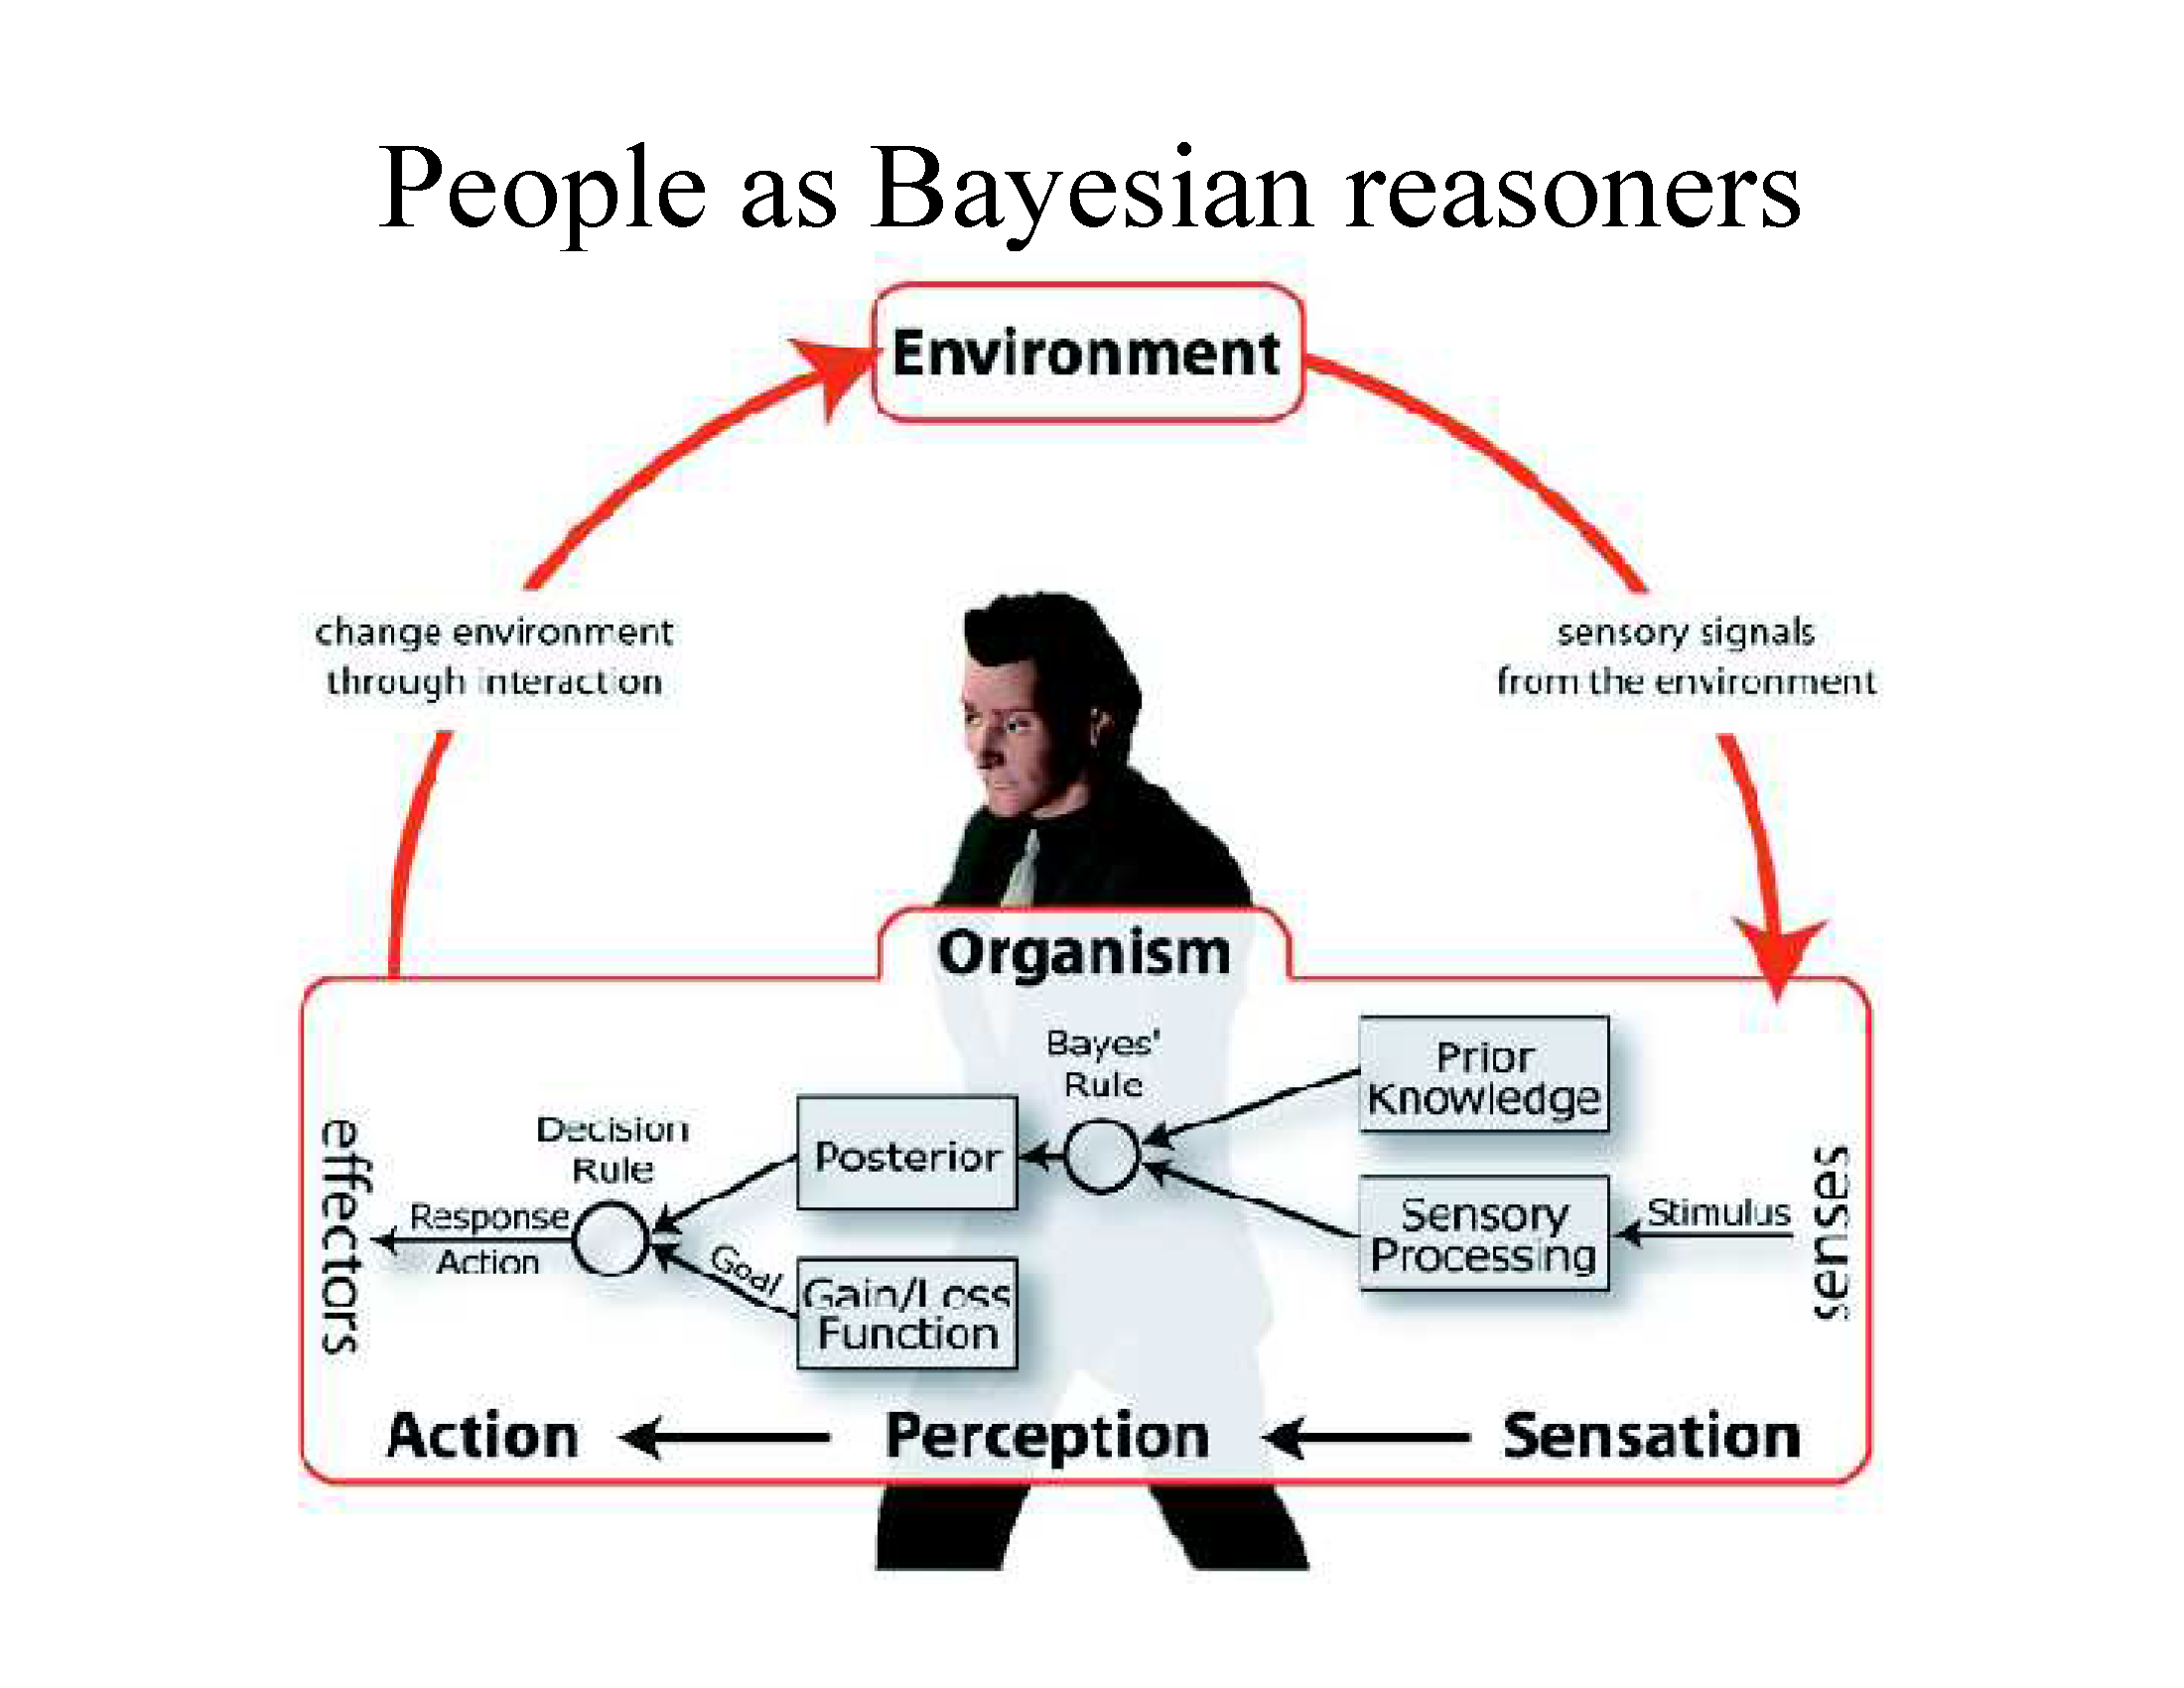 People as Bayesian reasoners
Environment
change environment
through interaction
sensory signals
from the environment
Organism
Bayes'
Rule
Prior
Knowledge
Decision
Rule
Posterior
effectors
Response
Action
Goal
Gain/Loss
Function
Sensory
Processing
Stimulus
senses
Action
Perception
Sensation